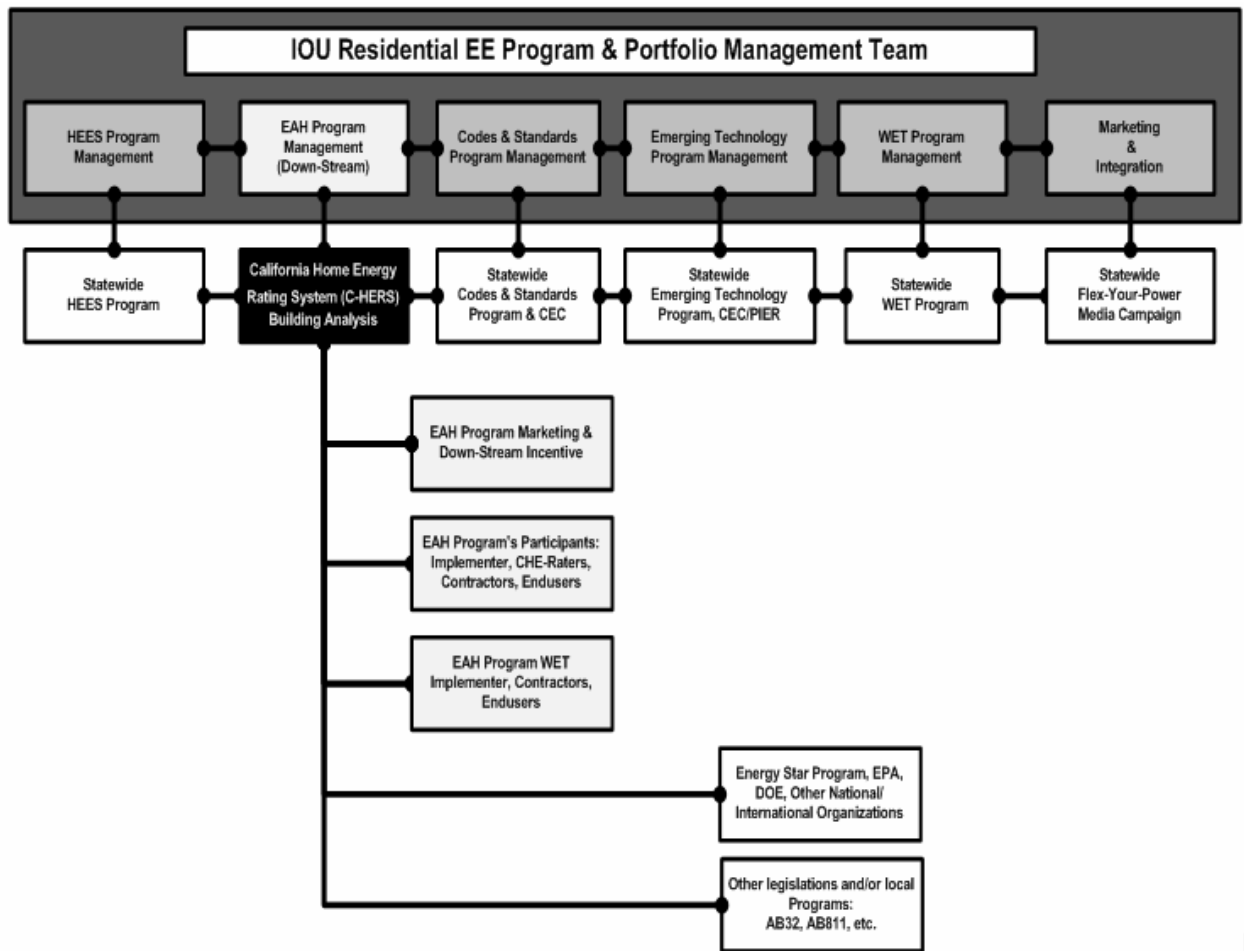 IOU Residential EE Program & Portfolio Management Team
HEES Program
Management
EAH Program
Management
(Down-Stream)
Codes & Standards
Program Management
Emerging Technology
Program Management
WET Program
Management
Marketing
&
Integration
Statewide
HEES Program
California Home Energy
Rating System (C-HERS)
Building Analysis
Statewide
Codes & Standards
Program & CEC
Statewide
Emerging Technology
Program, CEC/PIER
Statewide
WET Program
Statewide
Flex-Your-Power
Media Campaign
EAH Program Marketing &
Down-Stream Incentive
EAH Program's Participants:
Implementer, CHE-Raters,
Contractors, Endusers
EAH Program WET
Implementer, Contractors,
Endusers
Energy Star Program, EPA,
DOE, Other National/
International Organizations
Other legislations and/or local
Programs:
AB32, AB811, etc.